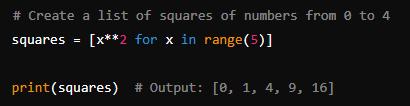 # Create a list of squares of numbers from 0 to 4
squares = [x**2 for x in range(5)]
print(squares)  # Output: [0, 1, 4, 9, 16]